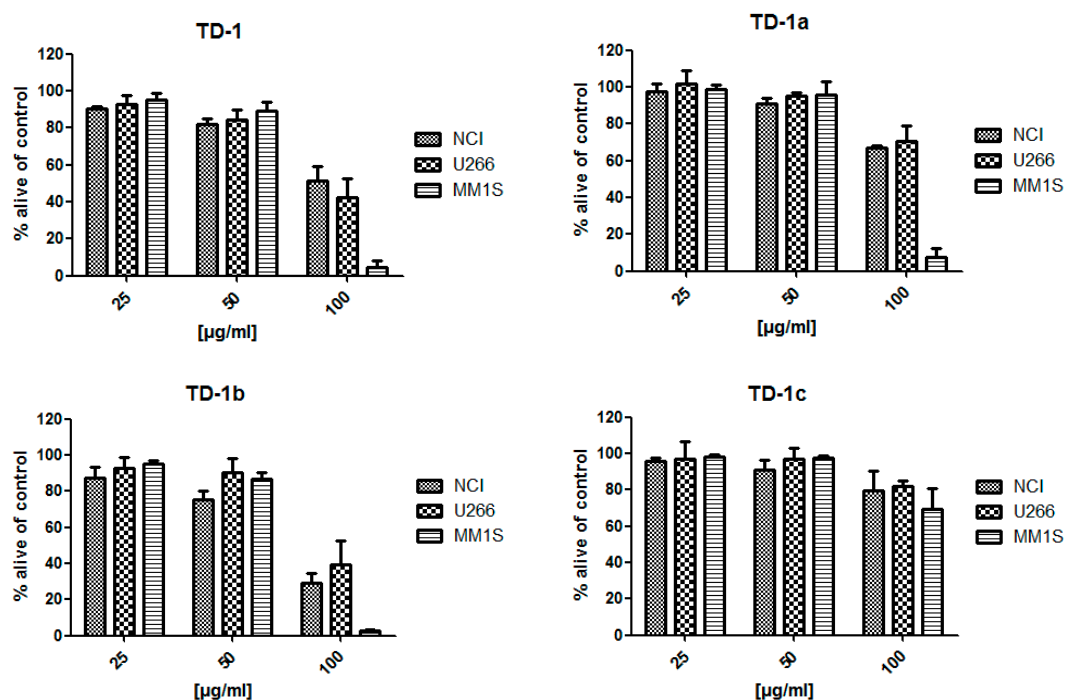 TD-1
120
100
80
60
40
20
0
% alive of control
25
50
100
[µg/ml]
NCI
U266
MM1S
TD-1a
120
100
80
60
40
20
0
% alive of control
25
50
100
[µg/ml]
NCI
U266
MM1S
TD-1b
120
100
80
60
40
20
0
% alive of control
25
50
100
[µg/ml]
NCI
U266
MM1S
TD-1c
120
100
80
60
40
20
0
% alive of control
25
50
100
[µg/ml]
NCI
U266
MM1S